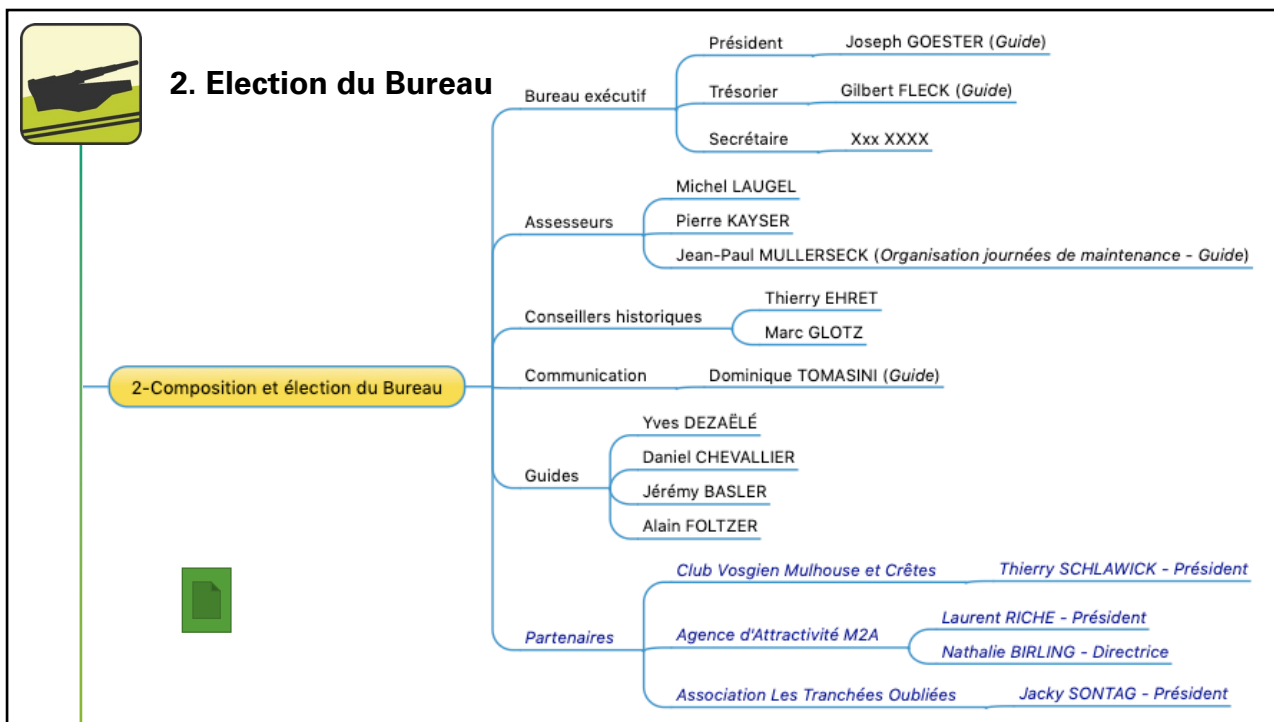 2. Election du Bureau
2-Composition et élection du Bureau
Bureau exécutif
Président
Joseph GOESTER (Guide)
Trésorier
Gilbert FLECK (Guide)
Secrétaire
Xxx XXXX
Assesseurs
Michel LAUGEL
Pierre KAYSER
Jean-Paul MULLERSECK (Organisation journées de maintenance - Guide)
Conseillers historiques
Thierry EHRET
Marc GLOTZ
Communication
Dominique TOMASINI (Guide)
Guides
Yves DEZAËLÉ
Daniel CHEVALLIER
Jérémy BASLER
Alain FOLTZER
Partenaires
Club Vosgien Mulhouse et Crêtes
Thierry SCHLAWICK - Président
Agence d'Attractivité M2A
Laurent RICHE - Président
Nathalie BIRLING - Directrice
Association Les Tranchées Oubliées
Jacky SONTAG - Président